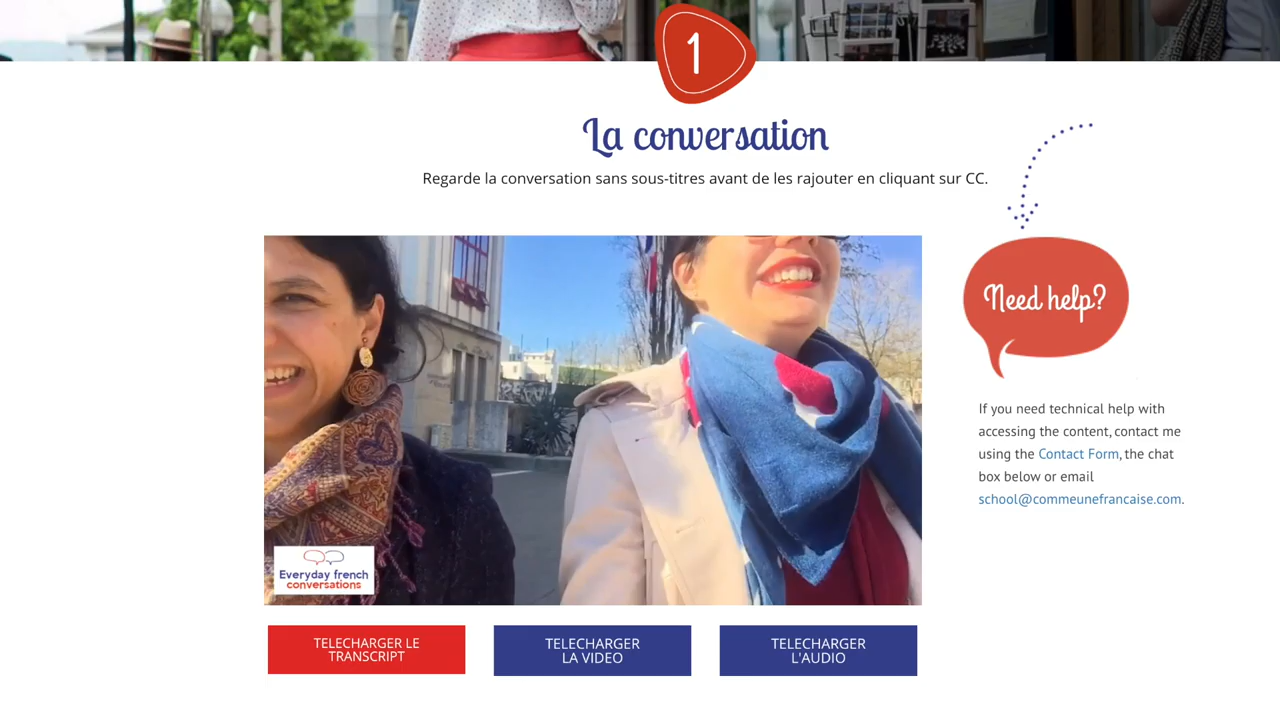 1
La conversation
Regarde la conversation sans sous-titres avant de les rajouter en cliquant sur CC.
Need help?
If you need technical help with
accessing the content, contact me
using the Contact Form, the chat
box below or email
school@commeunefrancaise.com.
Everyday french
conversations
TELECHARGER LE
TRANSCRIPT
TELECHARGER
LA VIDEO
TELECHARGER
L'AUDIO